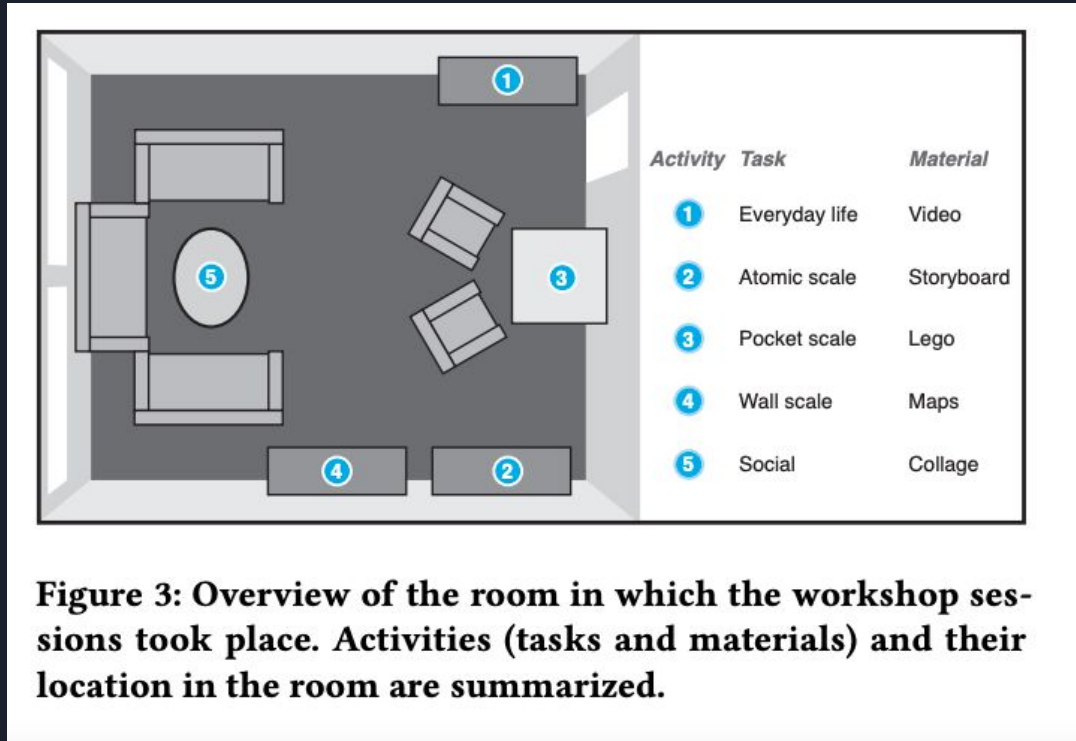 1
5
3
4
2
Activity Task Material
1 Everyday life Video
2 Atomic scale Storyboard
3 Pocket scale Lego
4 Wall scale Maps
5 Social Collage
Figure 3: Overview of the room in which the workshop ses-
sions took place. Activities (tasks and materials) and their
location in the room are summarized.